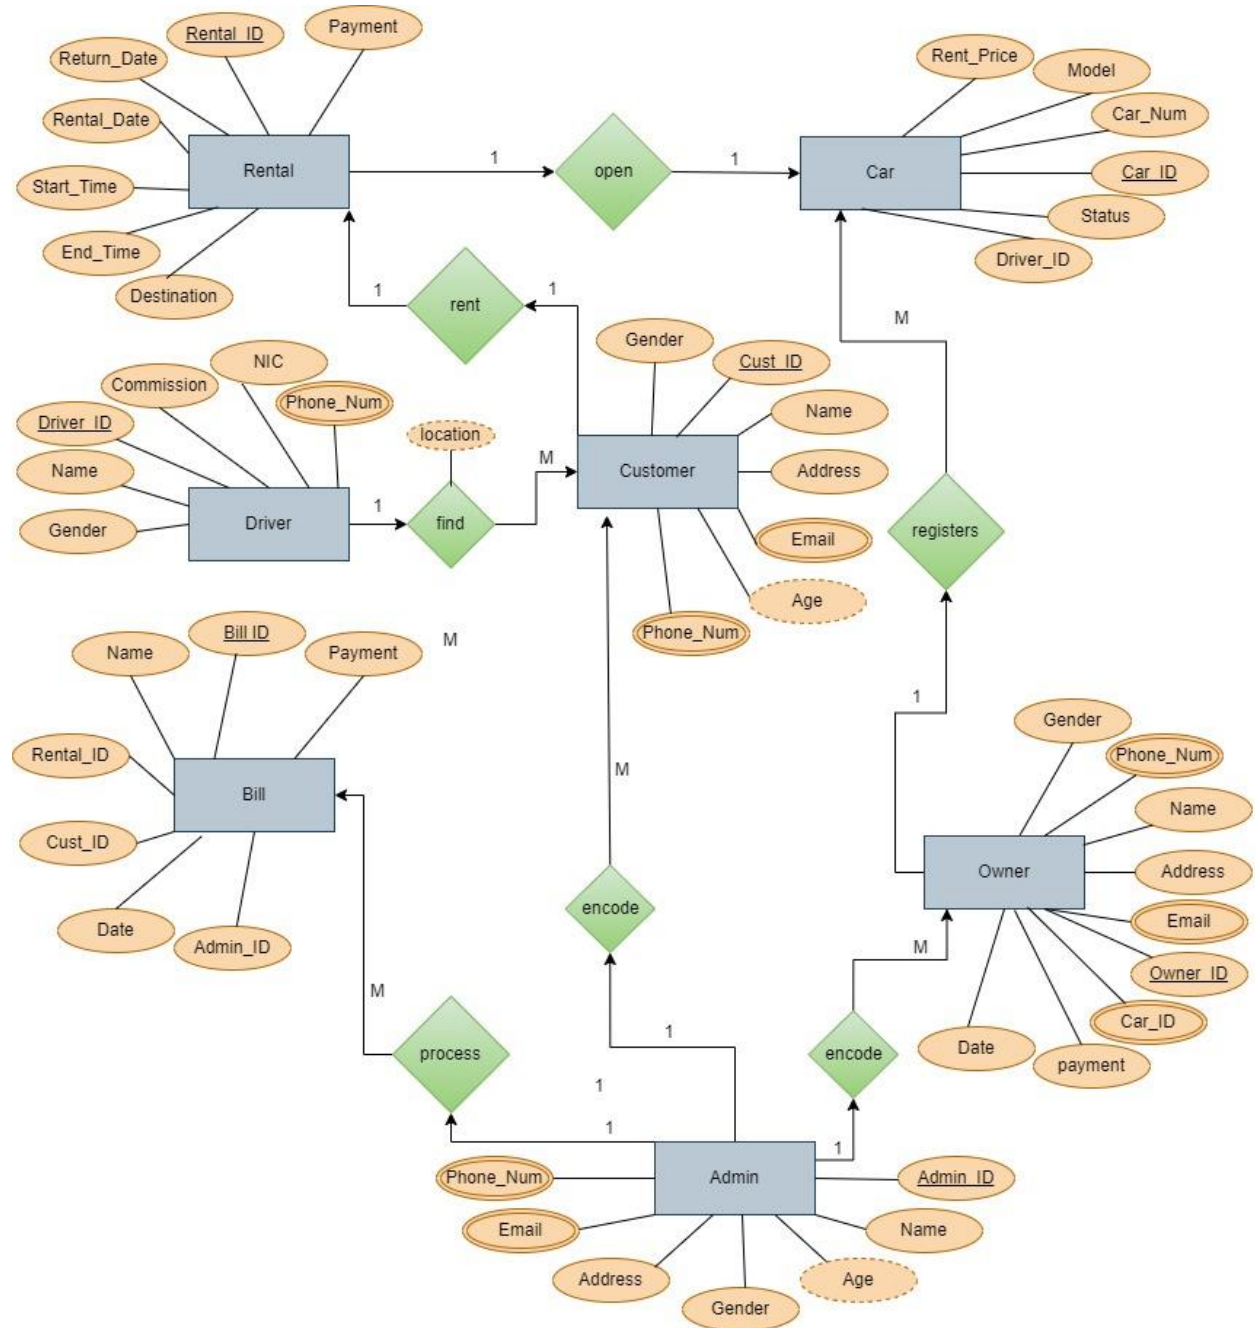 Rental_ID
Payment
Return_Date
Rental_Date
Start_Time
End_Time
Destination
Rental
1
open
1
Rent_Price
Model
Car_Num
Car_ID
Status
Driver_ID
Car
1
rent
1
M
NIC
Commission
Phone_Num
Driver_ID
Name
Gender
Driver
1
location
find
M
Gender
Cust_ID
Name
Address
Email
Age
Phone_Num
Customer
registers
1
Bill ID
Name
Payment
M
Rental_ID
Cust_ID
Date
Admin_ID
Bill
M
M
encode
1
Gender
Phone_Num
Name
Address
Email
Owner_ID
Car_ID
payment
Date
Owner
M
encode
1
process
1
1
Phone_Num
Email
Address
Gender
Age
Name
Admin_ID
Admin